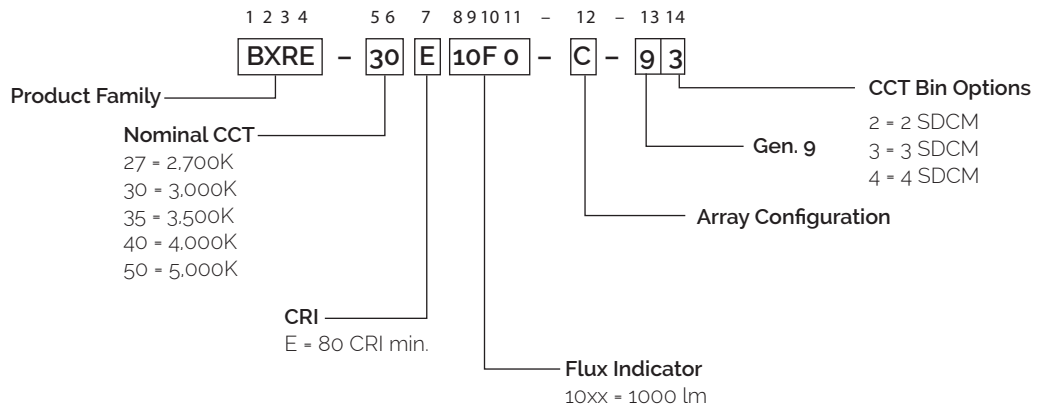 1 2 3 4 5 6 7 8 9 10 11 – 12 – 13 14
BXRE – 30 E 10F 0 – C – 9 3
Product Family
CCT Bin Options
2 = 2 SDCM
3 = 3 SDCM
4 = 4 SDCM
Nominal CCT
27 = 2,700K
30 = 3,000K
35 = 3,500K
40 = 4,000K
50 = 5,000K
Gen. 9
Array Configuration
CRI
E = 80 CRI min.
Flux Indicator
10xx = 1000 lm